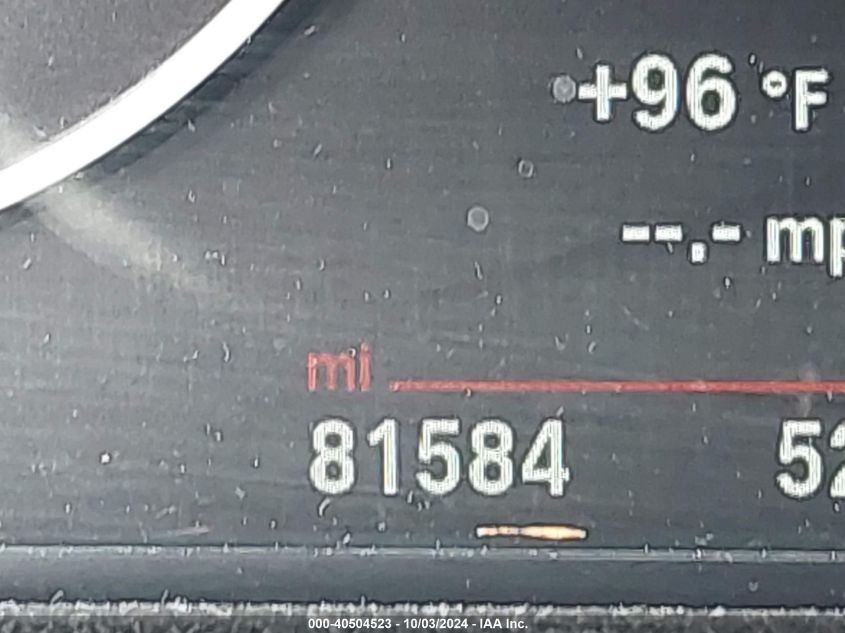 +96 °F
--.- mp
mi
81584 52
000-40504523 - 10/03/2024 - IAA Inc.